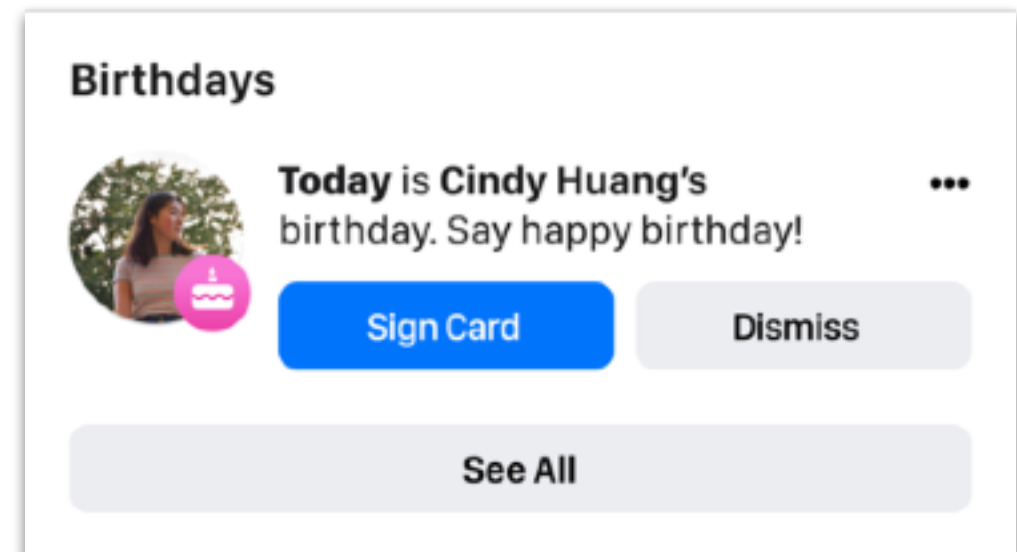 Birthdays
Today is Cindy Huang's
birthday. Say happy birthday!
Sign Card
Dismiss
See All